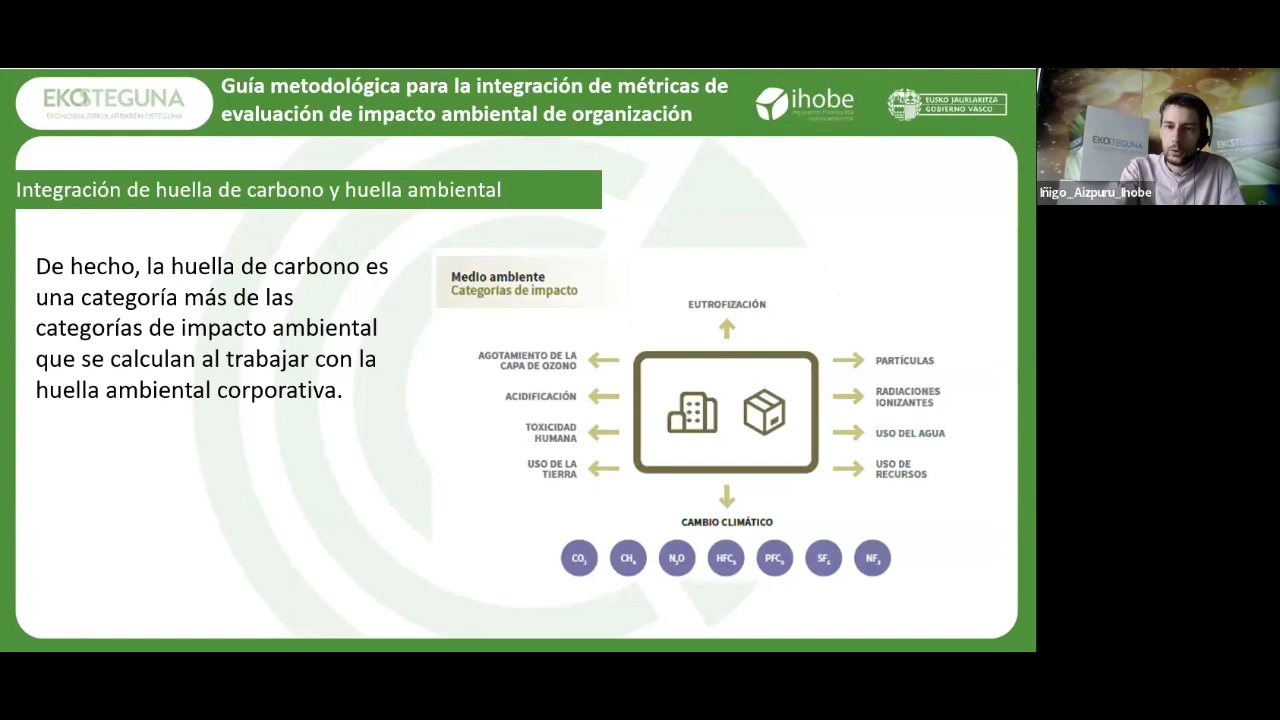 EKOSTEGUNA
EKONOMIA ZIRKULARRAREN OSTEGUNA
Guía metodológica para la integración de métricas de
evaluación de impacto ambiental de organización
ihobe
EUSKO JAURLARITZA
GOBIERNO VASCO
EKOSTEGUNA
Iñigo_Aizpuru_Ihobe
Integración de huella de carbono y huella ambiental
De hecho, la huella de carbono es
una categoría más de las
categorías de impacto ambiental
que se calculan al trabajar con la
huella ambiental corporativa.
Medio ambiente
Categorías de impacto
EUTROFIZACIÓN
AGOTAMIENTO DE LA
CAPA DE OZONO
ACIDIFICACIÓN
TOXICIDAD
HUMANA
USO DE LA
TIERRA
PARTÍCULAS
RADIACIONES
IONIZANTES
USO DEL AGUA
USO DE
RECURSOS
CAMBIO CLIMÁTICO
CO₂ CH₄ N₂O HFCₛ PFCₛ SF₆ NF₃